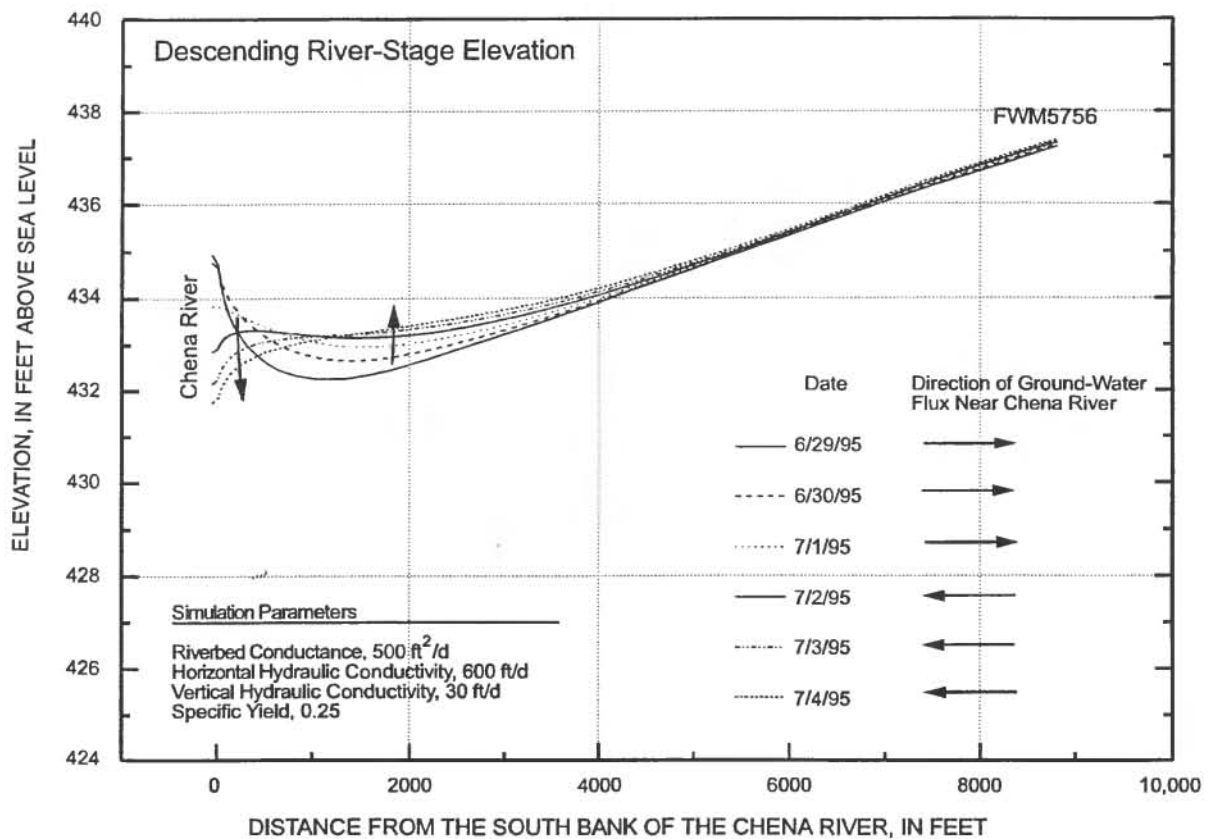 440
Descending River-Stage Elevation
438
FWM5756
436
434
432
430
428
426
424
ELEVATION, IN FEET ABOVE SEA LEVEL
Chena River
Date
Direction of Ground-Water
Flux Near Chena River
6/29/95
6/30/95
7/1/95
7/2/95
7/3/95
7/4/95
Simulation Parameters
Riverbed Conductance, 500 ft²/d
Horizontal Hydraulic Conductivity, 600 ft/d
Vertical Hydraulic Conductivity, 30 ft/d
Specific Yield, 0.25
0
2000
4000
6000
8000
10,000
DISTANCE FROM THE SOUTH BANK OF THE CHENA RIVER, IN FEET